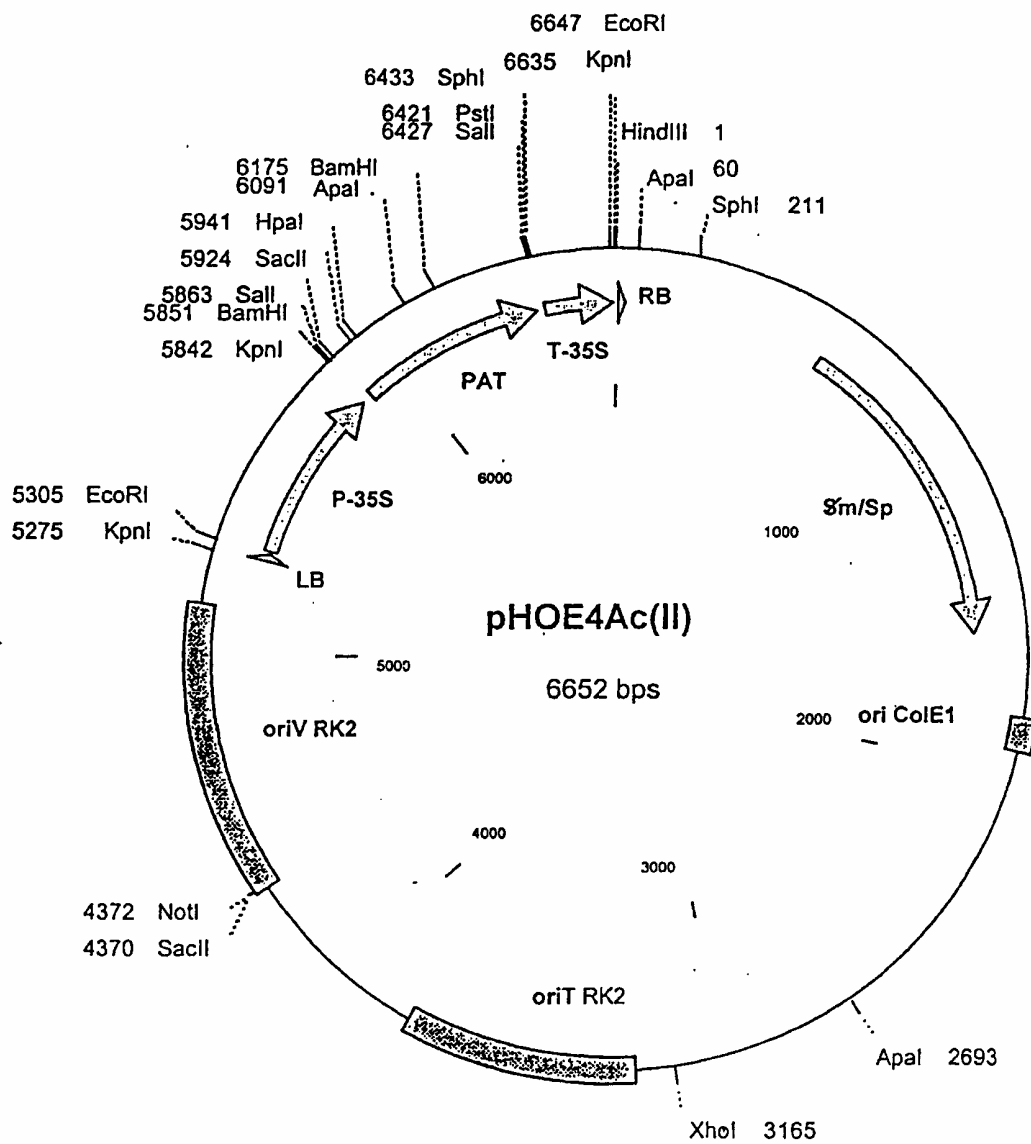 6647 EcoRI
6635 KpnI
6433 SphI
6421 PstI
6427 SalI
HindIII 1
6175 BamHI
6091 ApaI
ApaI 60
SphI 211
5941 HpaI
5924 SacII
5863 SalI
5851 BamHI
5842 KpnI
RB
T-35S
PAT
P-35S
6000
5305 EcoRI
5275 KpnI
Sm/Sp
1000
LB
pHOE4Ac(II)
5000
6652 bps
oriV RK2
2000
ori ColE1
4000
3000
4372 NotI
4370 SacII
oriT RK2
ApaI 2693
XhoI 3165